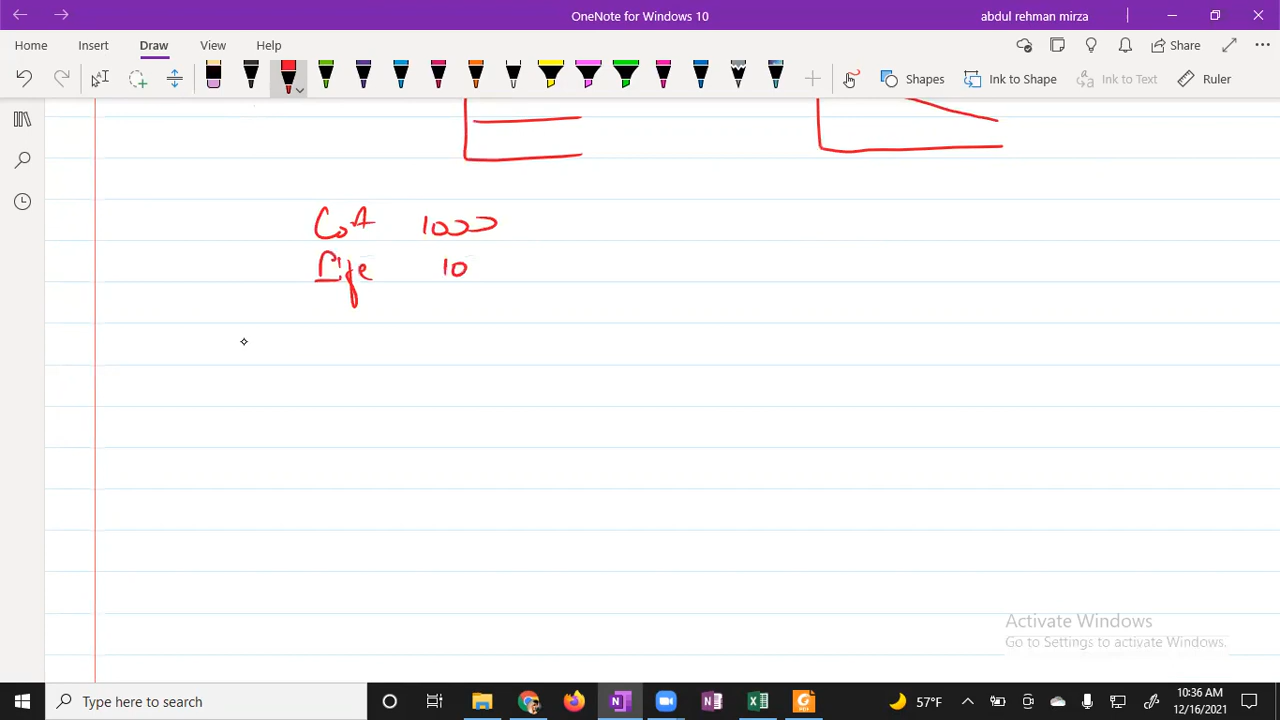 OneNote for Windows 10
abdul rehman mirza
Home Insert Draw View Help
Share
Shapes Ink to Shape Ink to Text Ruler
Cost 1000
Life 10
Activate Windows
Go to Settings to activate Windows.
Type here to search
57°F
10:36 AM
12/16/2021